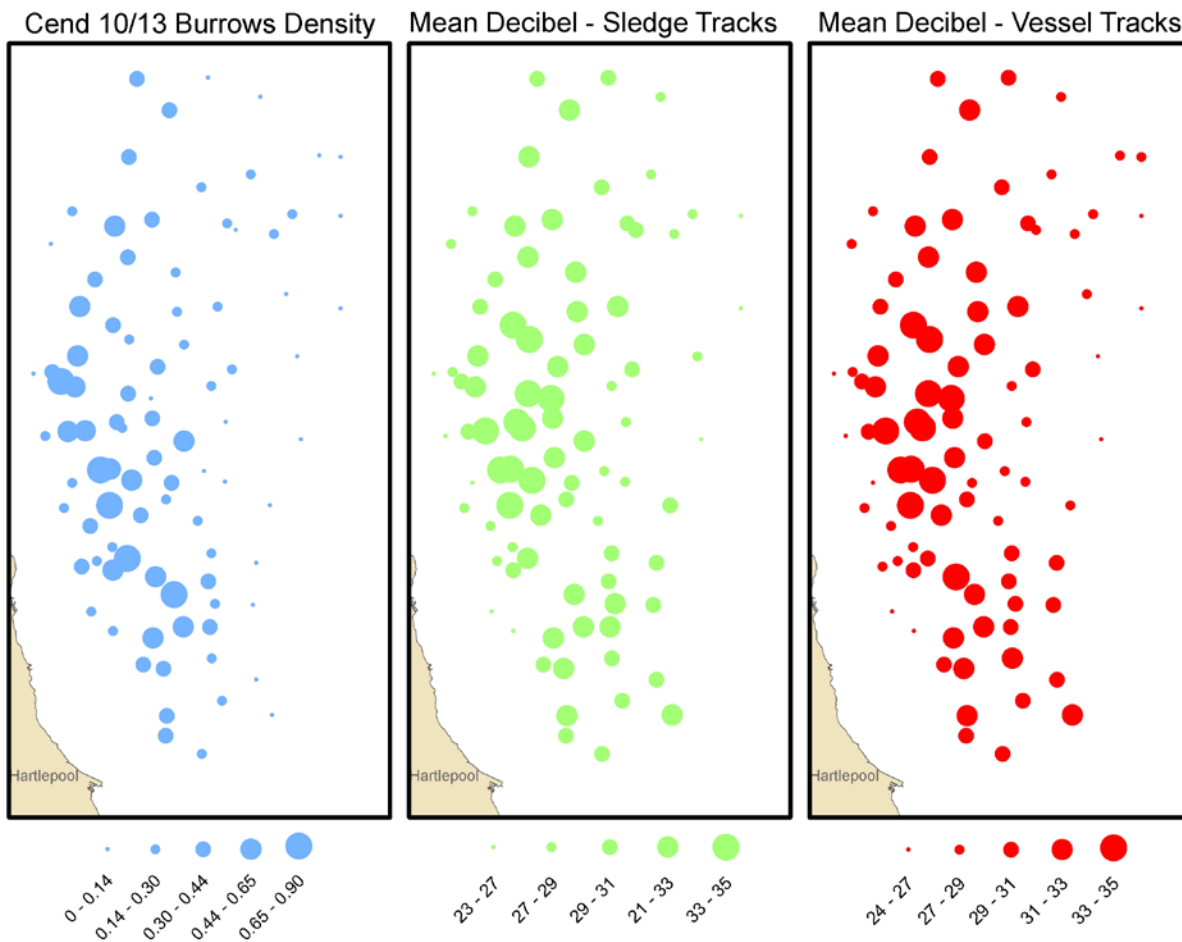 Cend 10/13 Burrows Density
Mean Decibel - Sledge Tracks
Mean Decibel - Vessel Tracks
Hartlepool
Hartlepool
Hartlepool
0 - 0.14
0.14 - 0.30
0.30 - 0.44
0.44 - 0.65
0.65 - 0.90
23 - 27
27 - 29
29 - 31
31 - 33
33 - 35
24 - 27
27 - 29
29 - 31
31 - 33
33 - 35